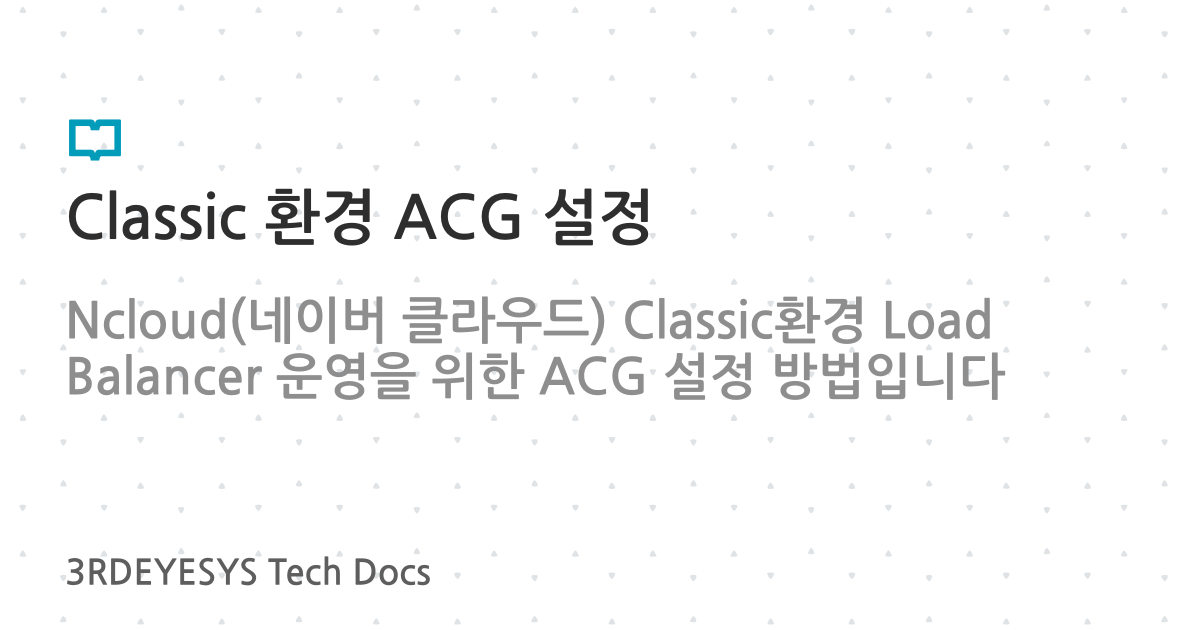 Classic 환경 ACG 설정
Ncloud(네이버 클라우드) Classic환경 Load
Balancer 운영을 위한 ACG 설정 방법입니다
3RDEYESYS Tech Docs